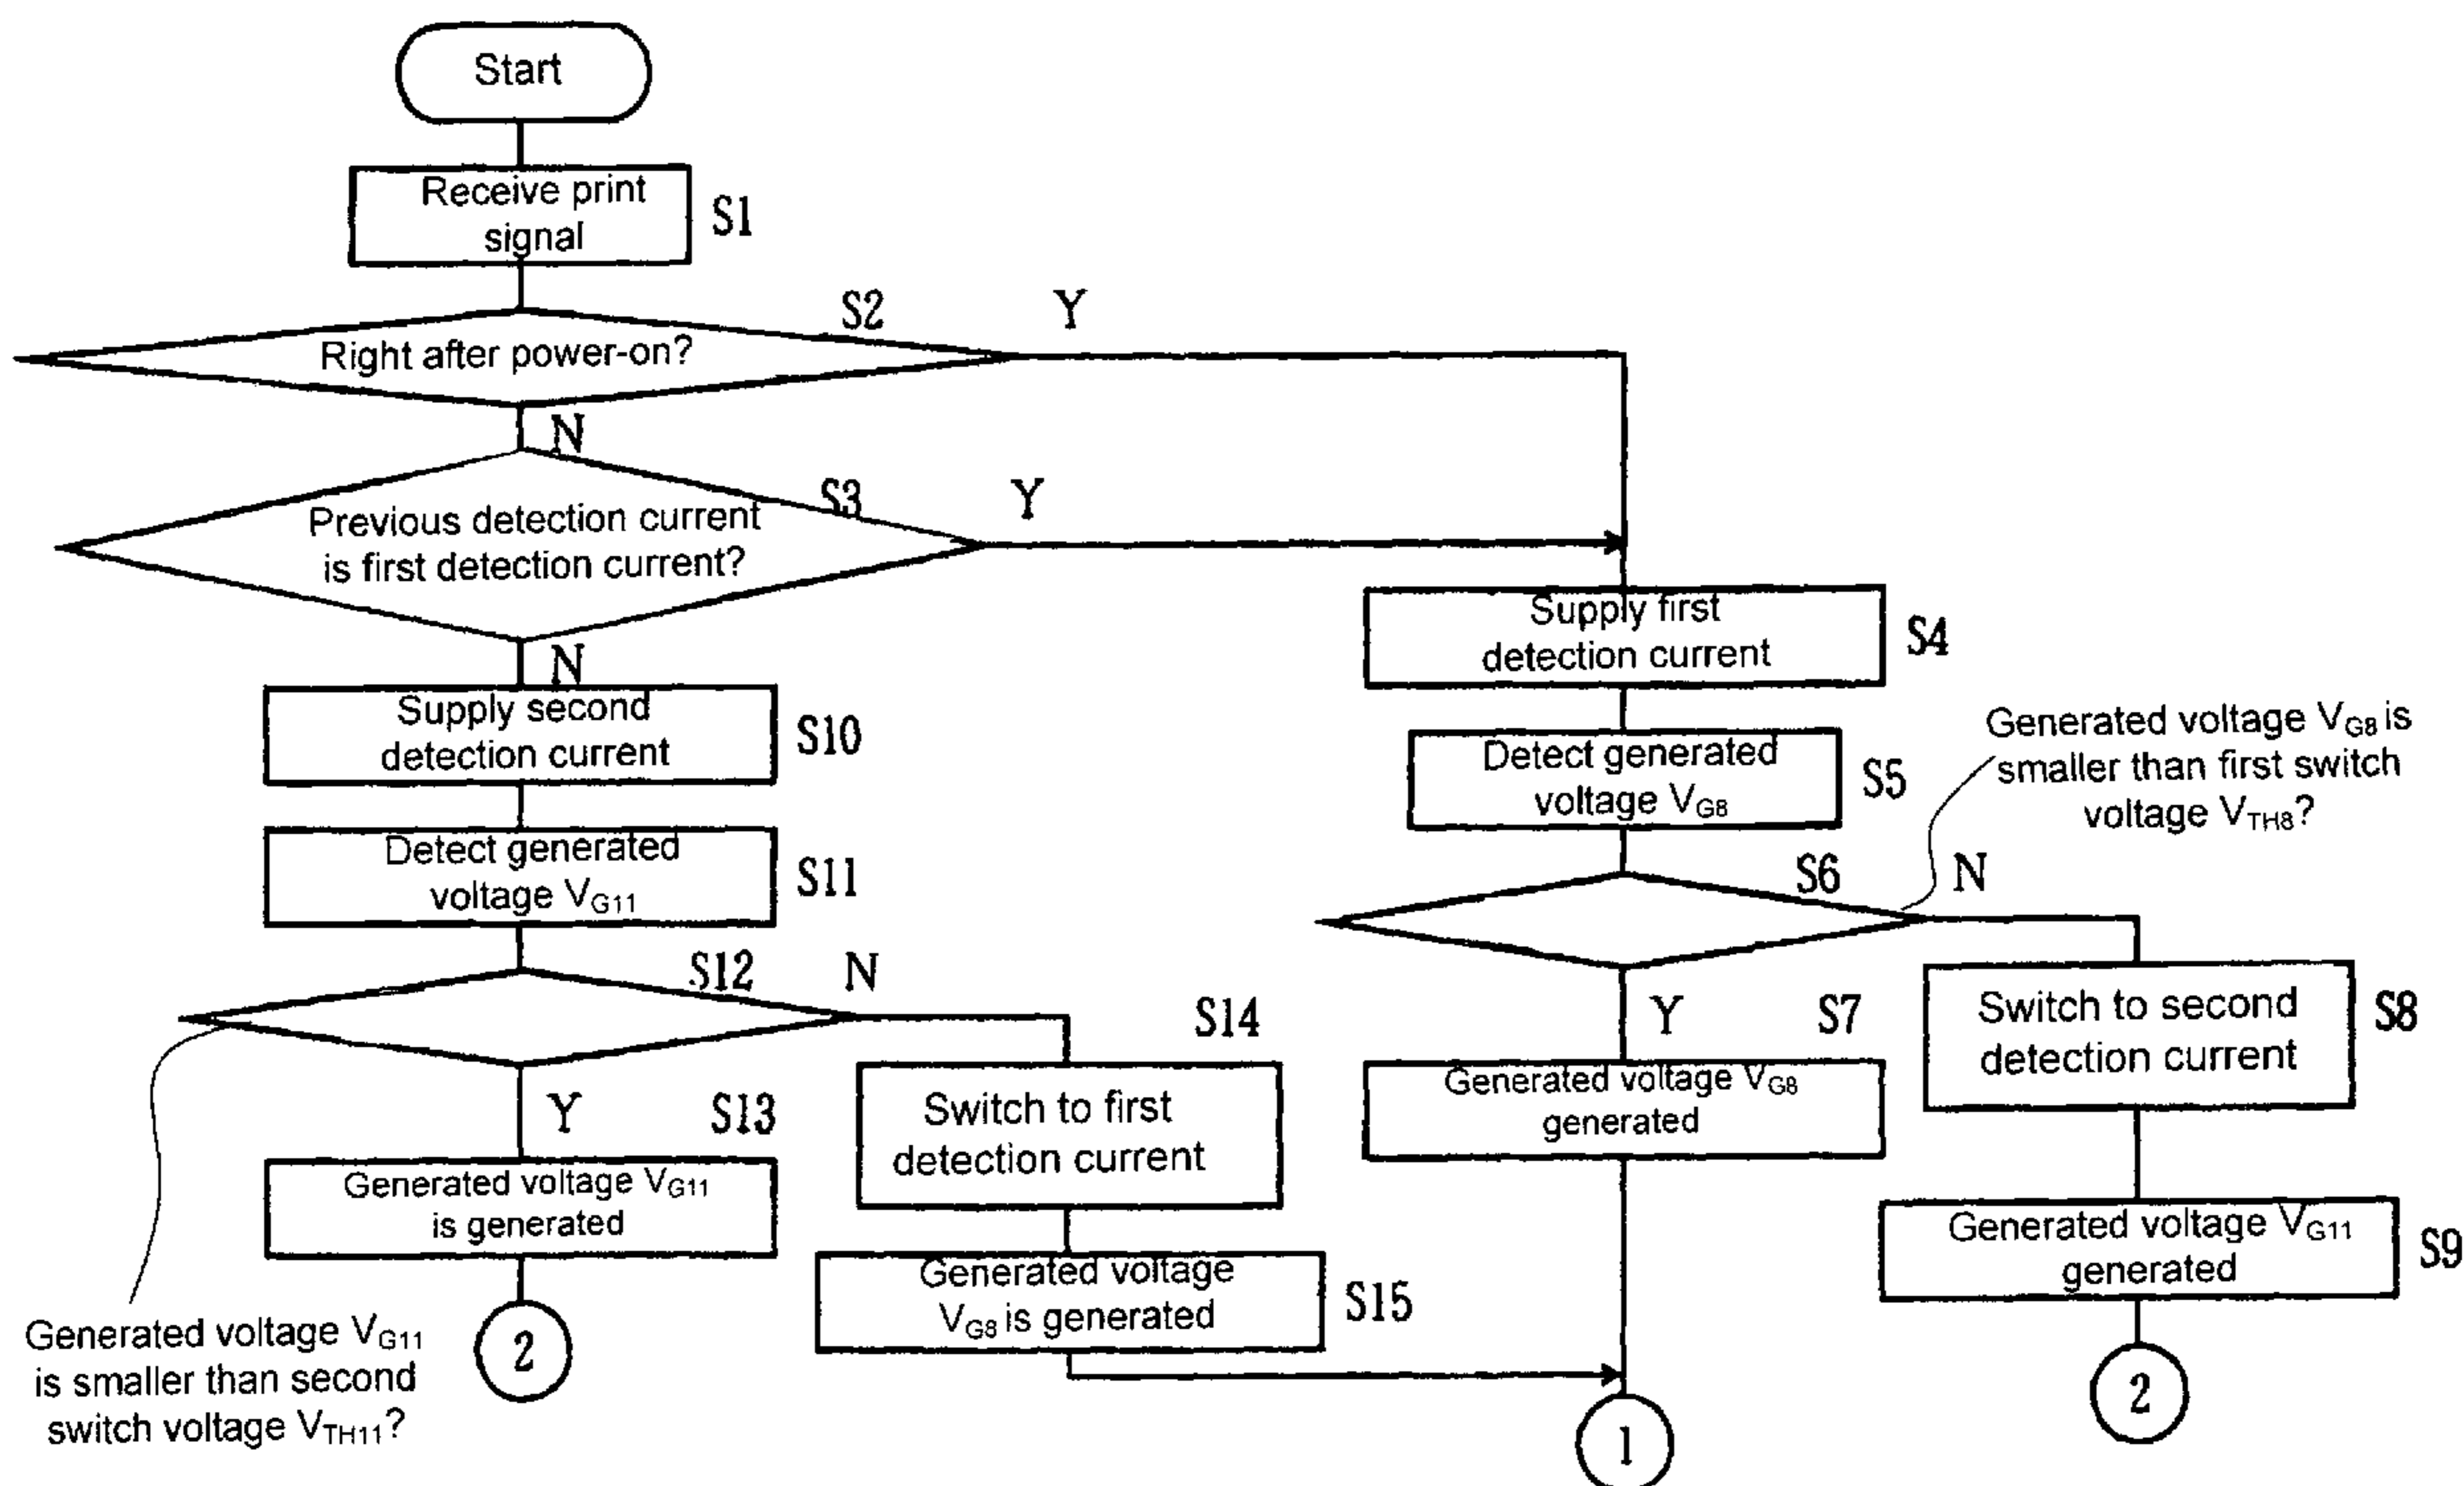 Start
Receive print
signal
S1
S2
Y
Right after power-on?
N
S3
Y
Previous detection current
is first detection current?
N
Supply first
detection current
S4
Supply second
detection current
S10
Detect generated
voltage VG8
S5
Generated voltage VG8 is
smaller than first switch
voltage VTH8?
Detect generated
voltage VG11
S11
S6
N
S12
N
Y
S7
Switch to second
detection current
S8
S14
Generated voltage VG8
generated
Y
S13
Switch to first
detection current
Generated voltage VG11
is generated
Generated voltage VG11
generated
S9
Generated voltage
VG8 is generated
S15
Generated voltage VG11
is smaller than second
switch voltage VTH11?
2
2
1